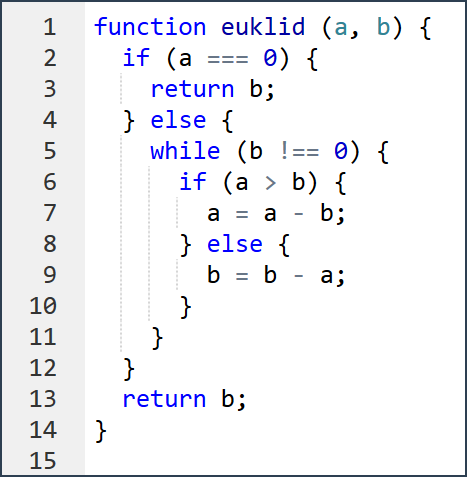 1 function euklid (a, b) {
2   if (a === 0) {
3     return b;
4   } else {
5     while (b !== 0) {
6       if (a > b) {
7         a = a - b;
8       } else {
9         b = b - a;
10       }
11     }
12   }
13   return b;
14 }
15